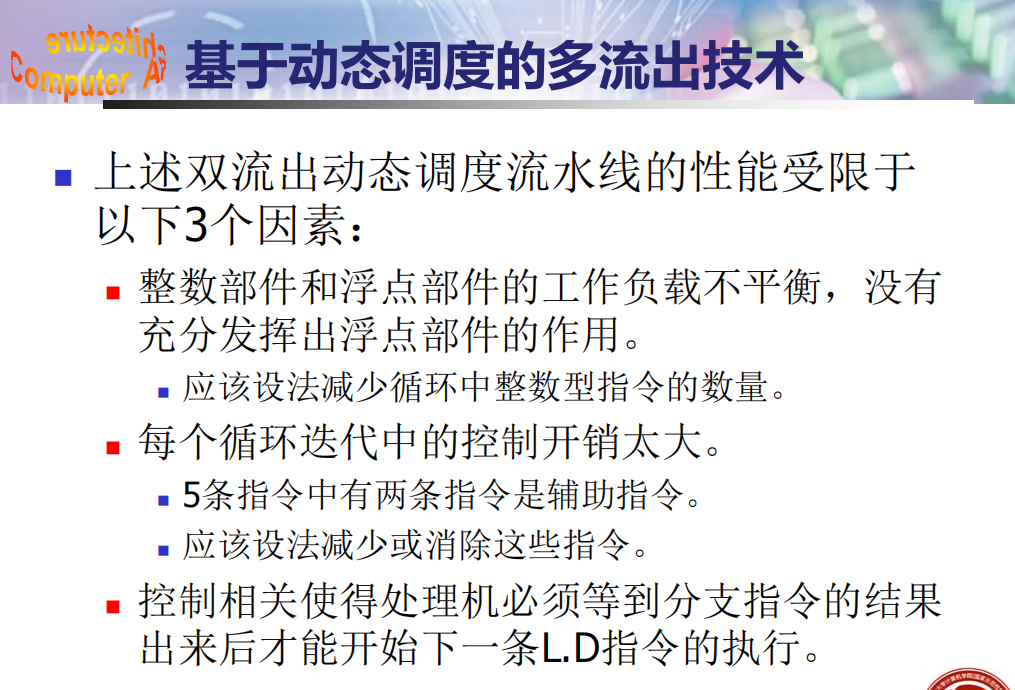 Computer Architecture
基于动态调度的多流出技术
上述双流出动态调度流水线的性能受限于
以下3个因素：
整数部件和浮点部件的工作负载不平衡，没有
充分发挥出浮点部件的作用。
应该设法减少循环中整数型指令的数量。
每个循环迭代中的控制开销太大。
5条指令中有两条指令是辅助指令。
应该设法减少或消除这些指令。
控制相关使得处理机必须等到分支指令的结果
出来后才能开始下一条L.D指令的执行。